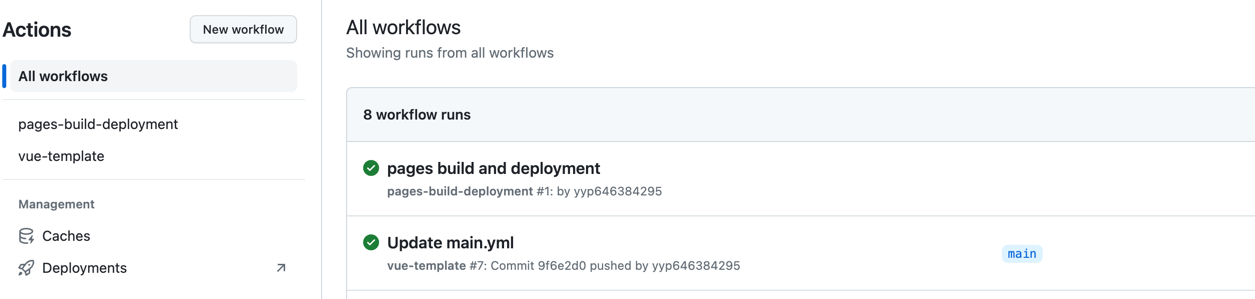 Actions
New workflow
All workflows
pages-build-deployment
vue-template
Management
Caches
Deployments
All workflows
Showing runs from all workflows
8 workflow runs
pages build and deployment
pages-build-deployment #1: by yyp646384295
Update main.yml
vue-template #7: Commit 9f6e2d0 pushed by yyp646384295
main